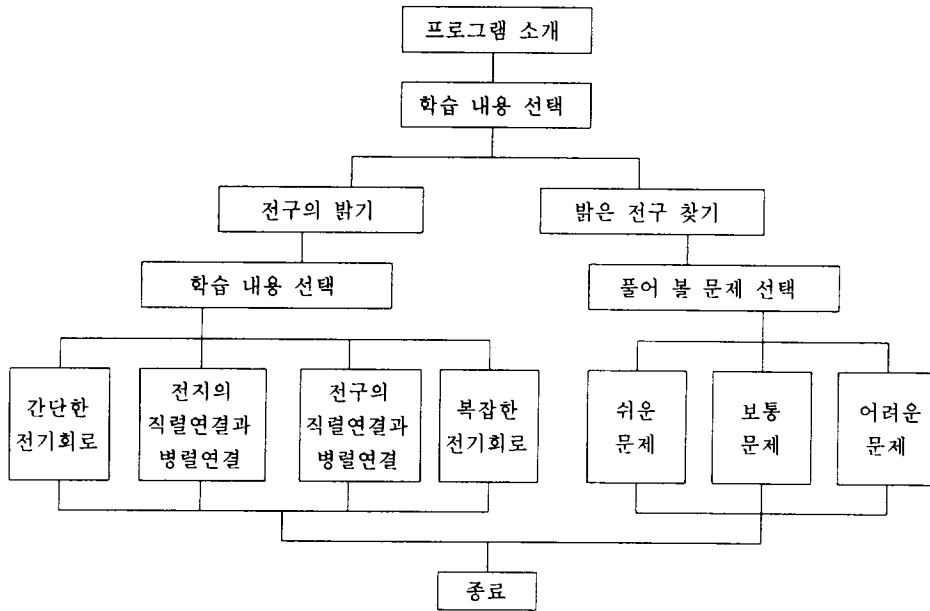 프로그램 소개
학습 내용 선택
전구의 밝기
밝은 전구 찾기
학습 내용 선택
풀어 볼 문제 선택
간단한
전기회로
전지의
직렬연결과
병렬연결
전구의
직렬연결과
병렬연결
복잡한
전기회로
쉬운
문제
보통
문제
어려운
문제
종료